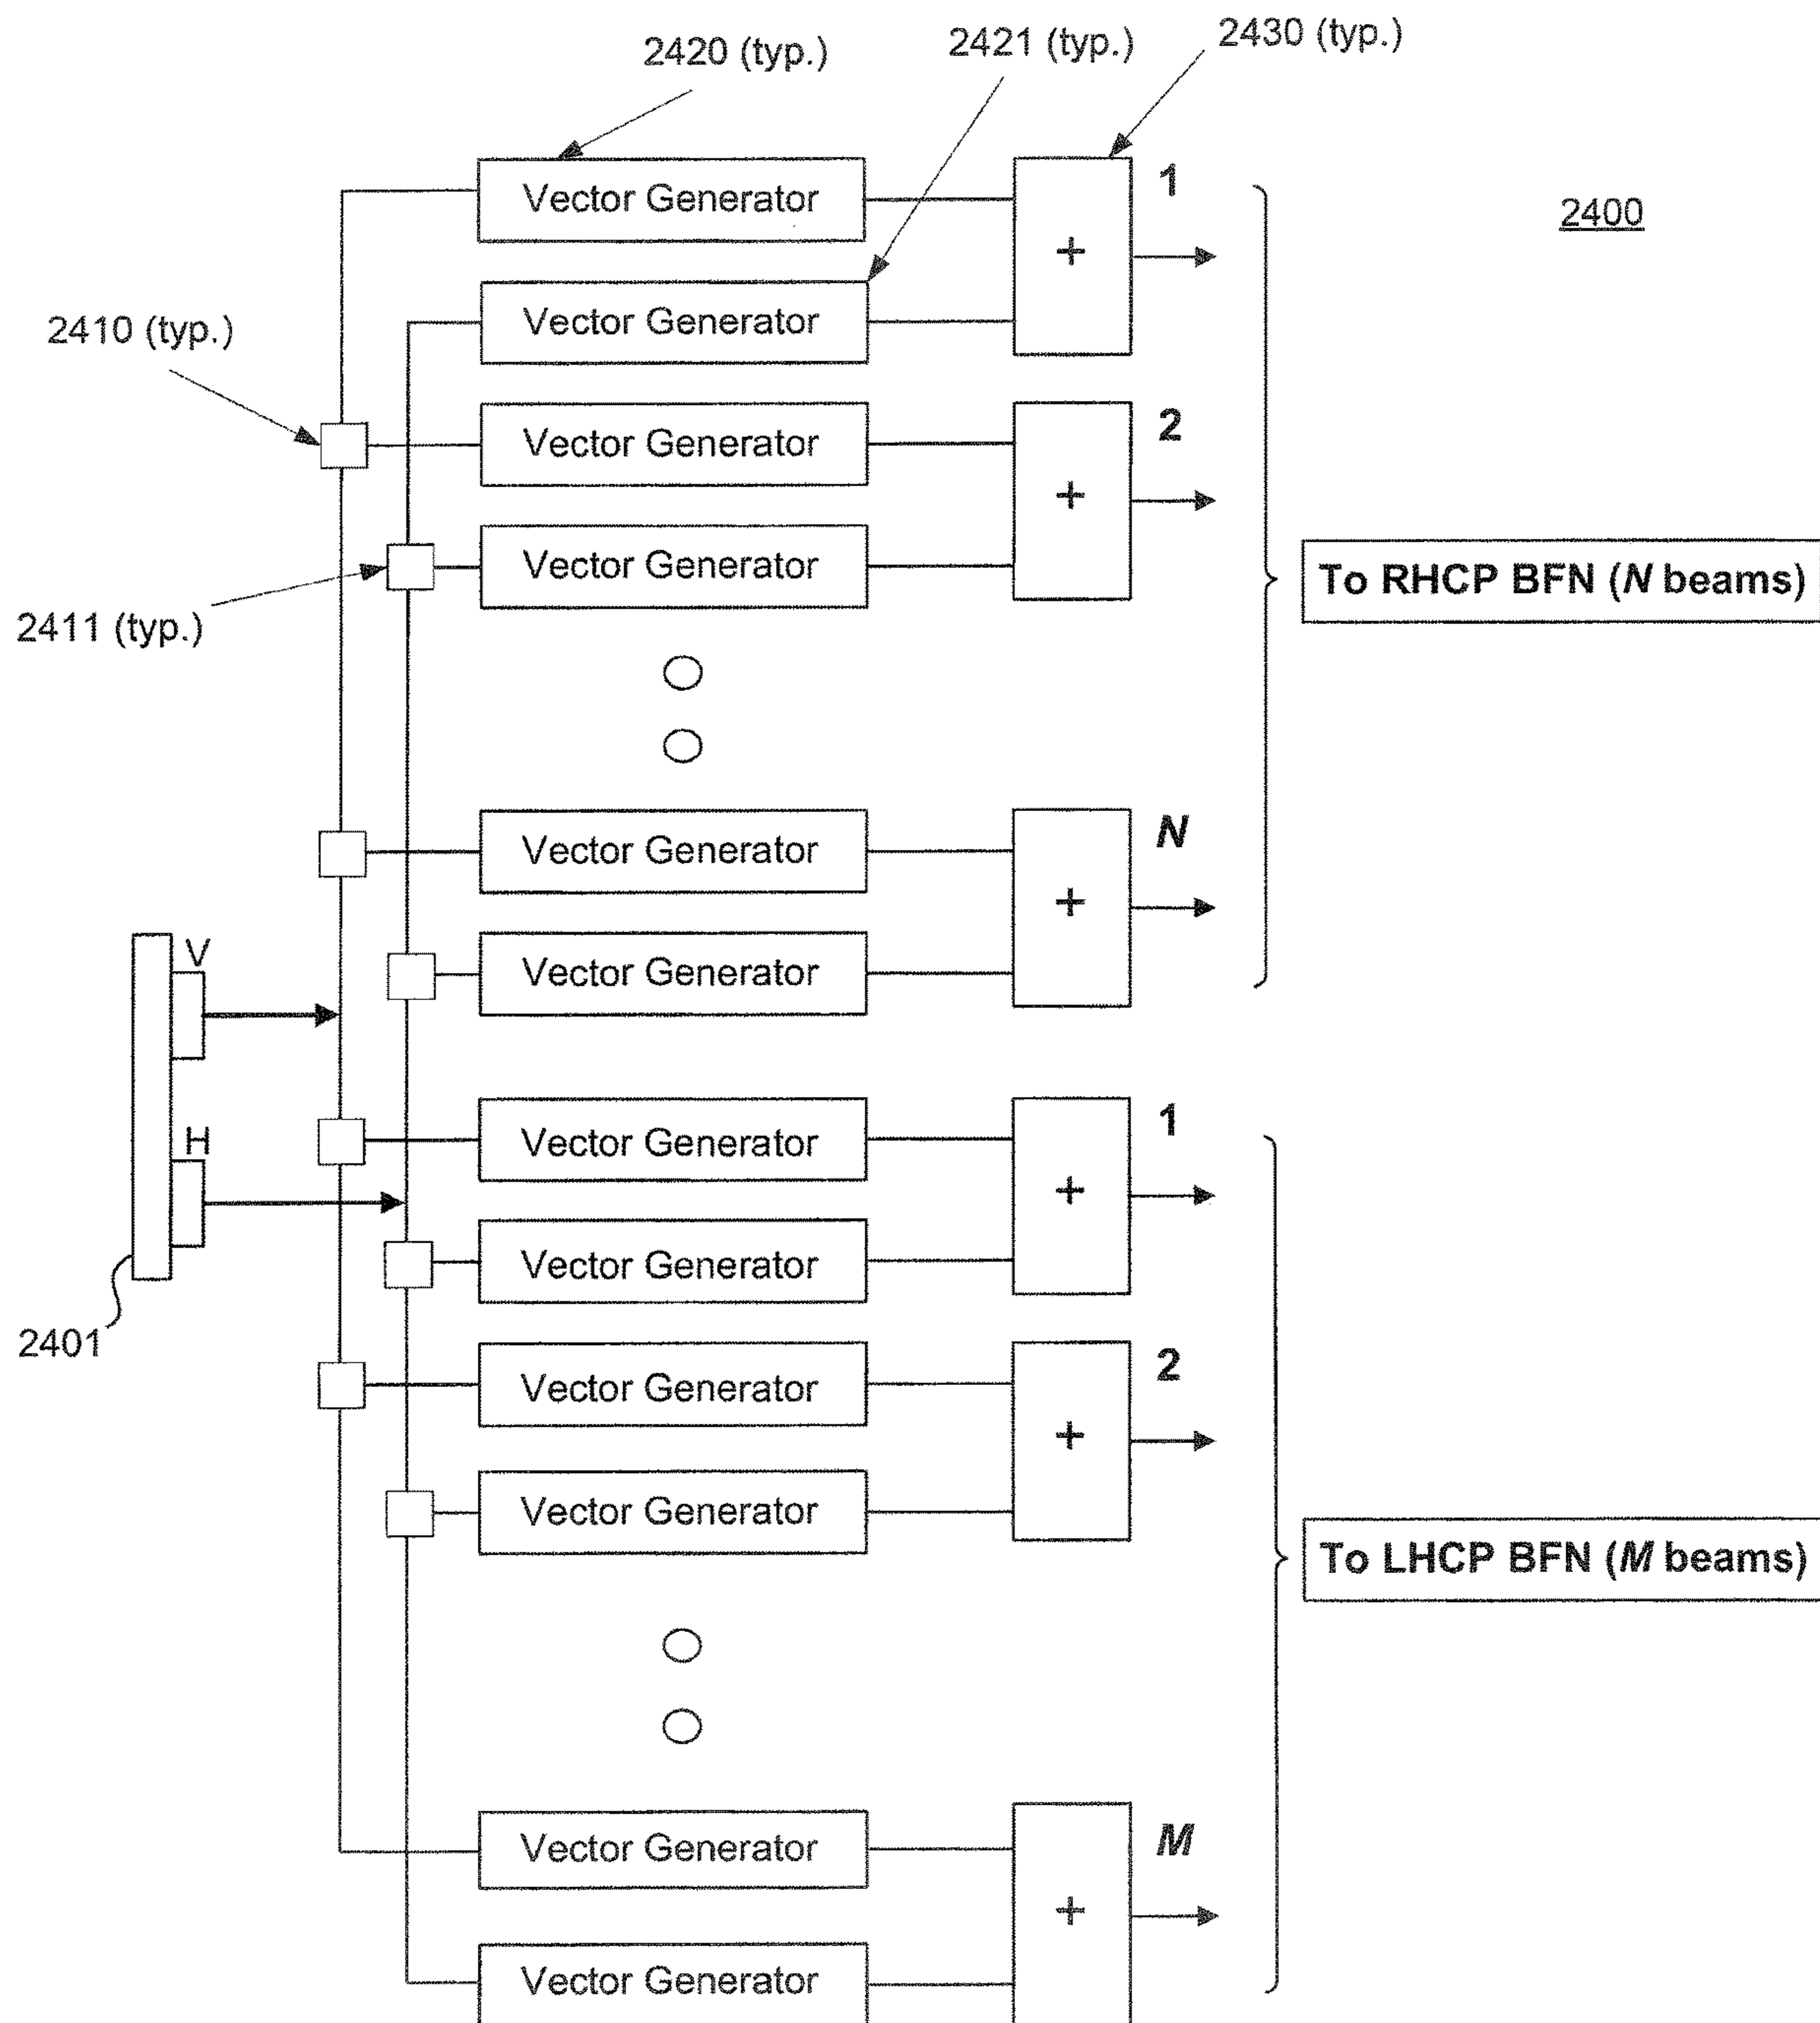 2420 (typ.)
2421 (typ.)
2430 (typ.)
2400
Vector Generator
1
+
Vector Generator
2410 (typ.)
Vector Generator
2
+
Vector Generator
2411 (typ.)
To RHCP BFN (N beams)
Vector Generator
N
+
Vector Generator
V
H
2401
Vector Generator
1
+
Vector Generator
Vector Generator
2
+
Vector Generator
To LHCP BFN (M beams)
Vector Generator
M
+
Vector Generator